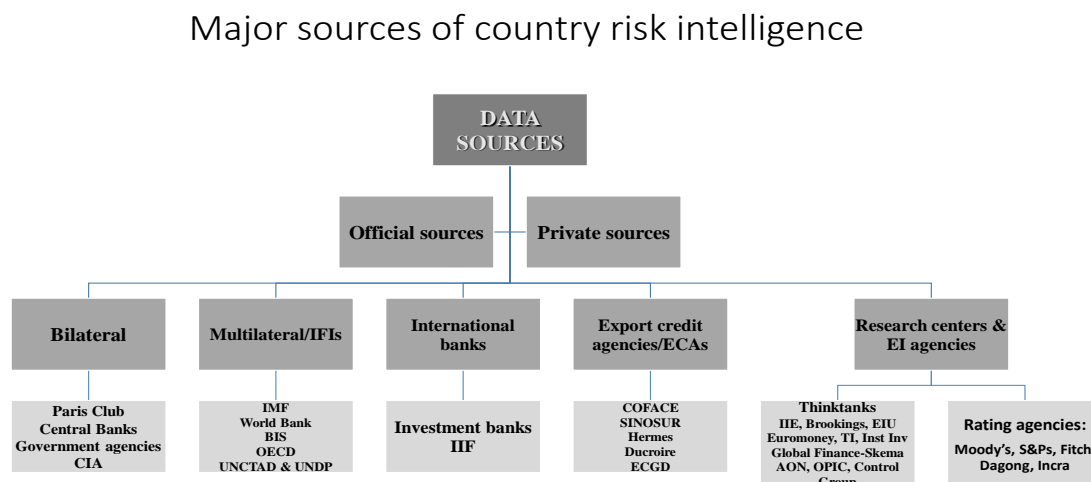 Major sources of country risk intelligence
DATA
SOURCES
Official sources
Private sources
Bilateral
Multilateral/IFIs
International
banks
Export credit
agencies/ECAs
Research centers &
EI agencies
Paris Club
Central Banks
Government agencies
CIA
IMF
World Bank
BIS
OECD
UNCTAD & UNDP
Investment banks
IIF
COFACE
SINOSUR
Hermes
Ducroire
ECGD
Thinktanks
IIE, Brookings, EIU
Euromoney, TI, Inst Inv
Global Finance-Skema
AON, OPIC, Control
Group
Rating agencies:
Moody's, S&Ps, Fitch
Dagong, Incra